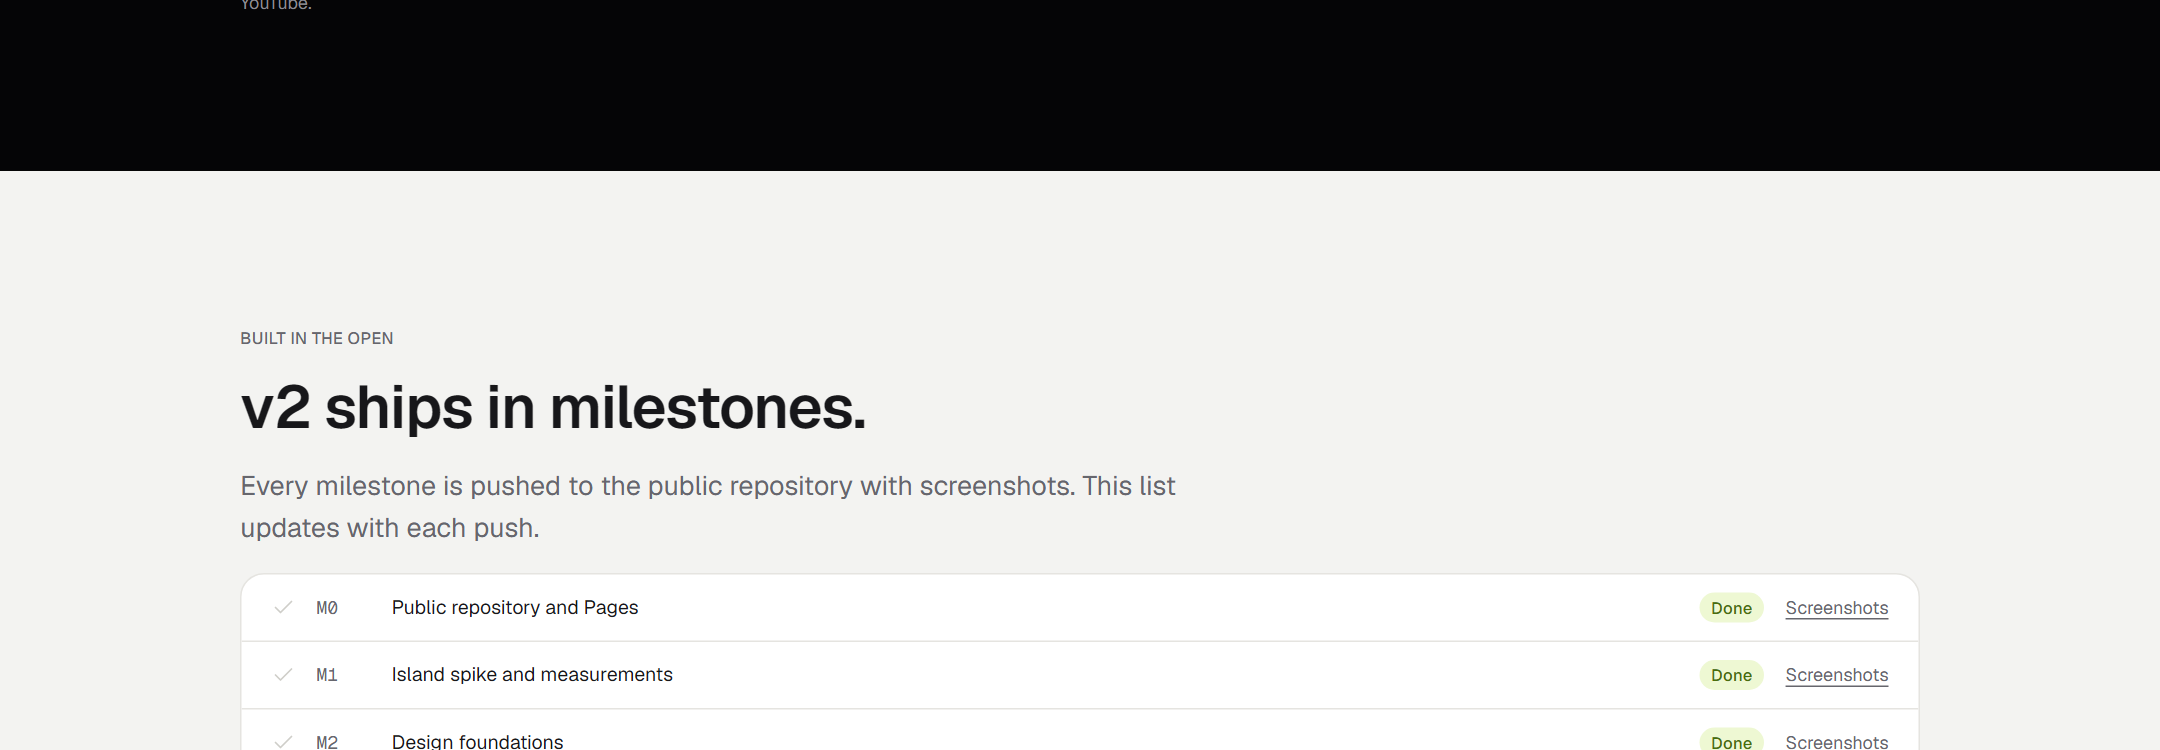 YouTube.
BUILT IN THE OPEN
v2 ships in milestones.
Every milestone is pushed to the public repository with screenshots. This list
updates with each push.
M0 Public repository and Pages Done Screenshots
M1 Island spike and measurements Done Screenshots
M2 Design foundations Done Screenshots